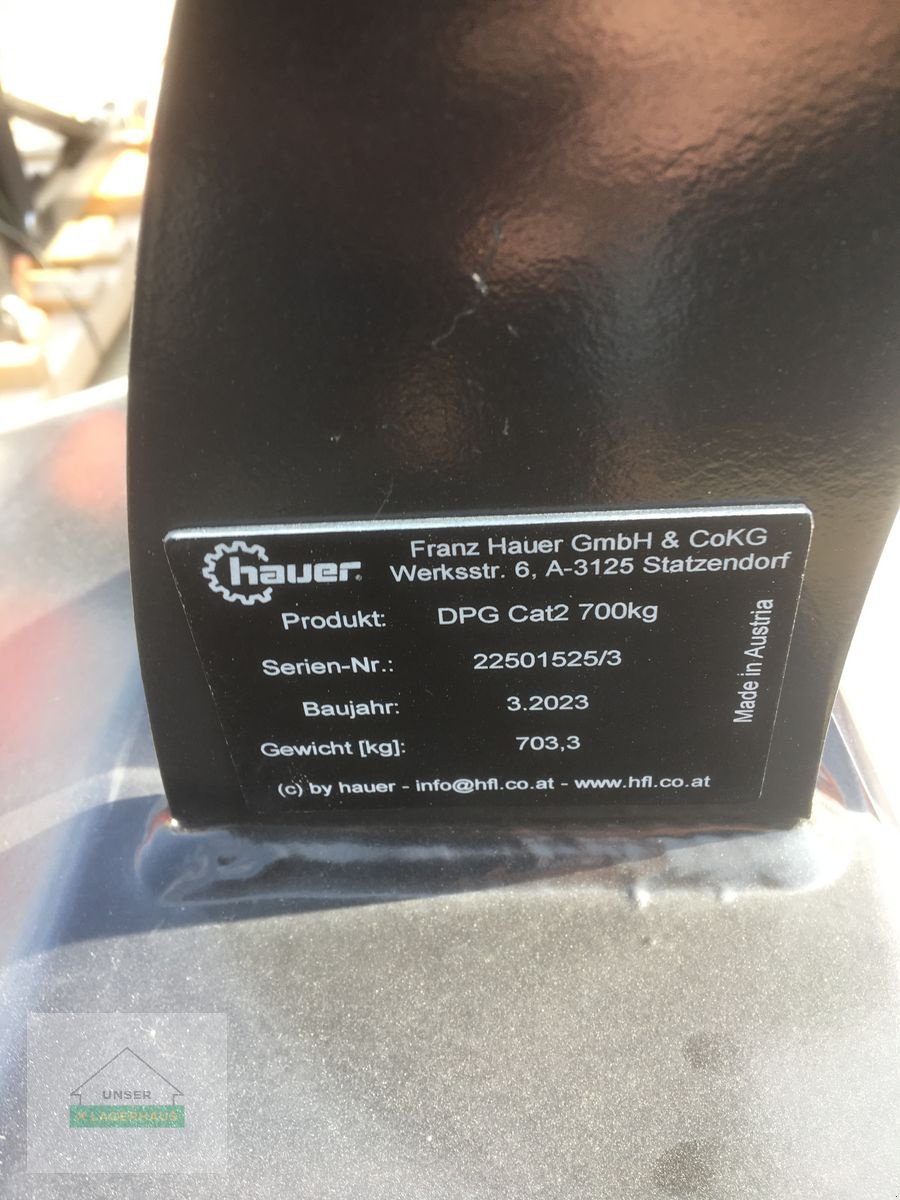 hauer
Franz Hauer GmbH & CoKG
Werksstr. 6, A-3125 Statzendorf
Produkt: DPG Cat2 700kg
Serien-Nr.: 22501525/3
Baujahr: 3.2023
Gewicht [kg]: 703,3
Made in Austria
(c) by hauer - info@hfl.co.at - www.hfl.co.at
UNSER
X LAGERHAUS